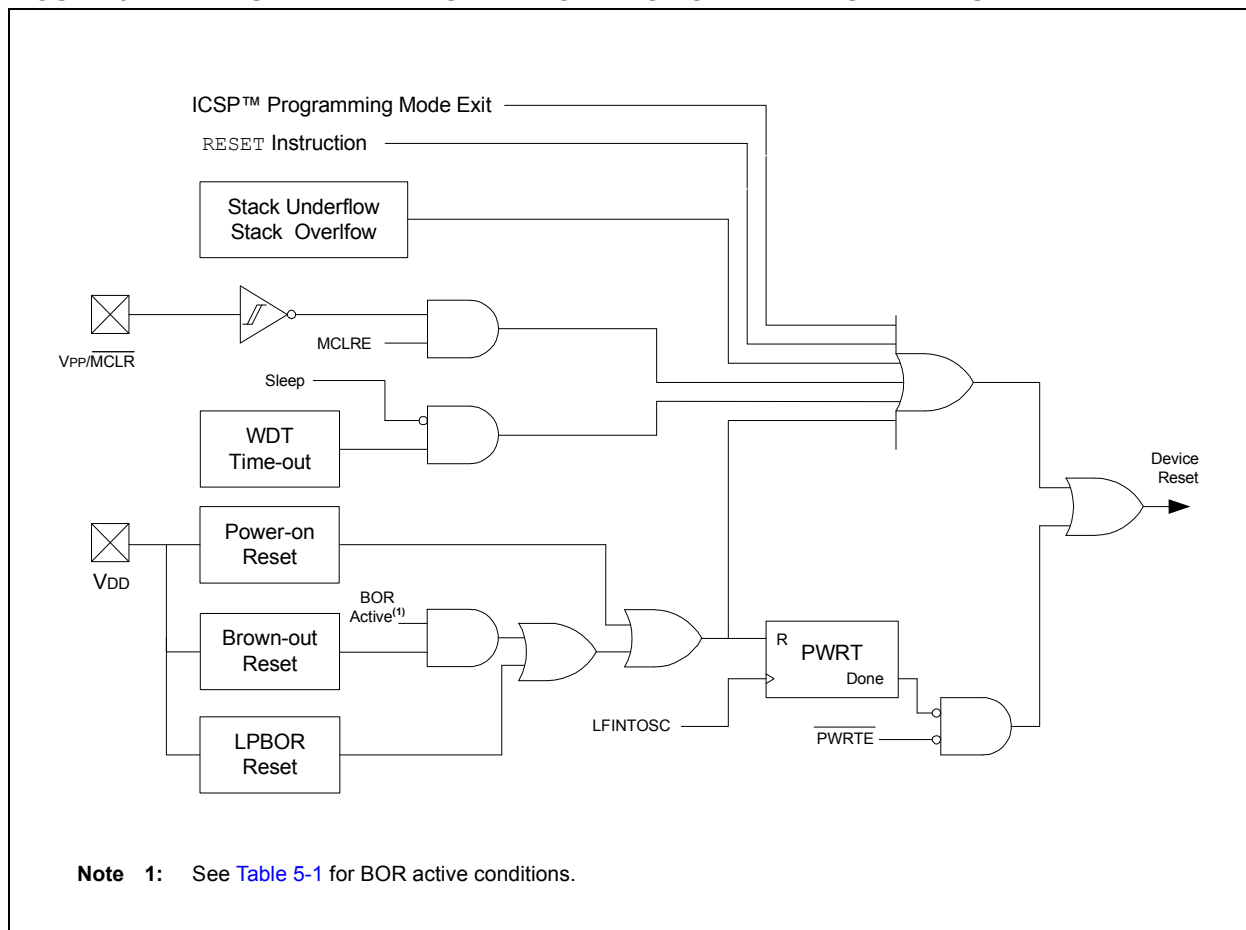 ICSP™ Programming Mode Exit
RESET Instruction
Stack Underflow
Stack Overlfow
VPP/MCLR
MCLRE
Sleep
WDT
Time-out
Device
Reset
VDD
Power-on
Reset
BOR
Active(1)
Brown-out
Reset
R
PWRT
Done
LFINTOSC
PWRTE
LPBOR
Reset
Note 1: See Table 5-1 for BOR active conditions.